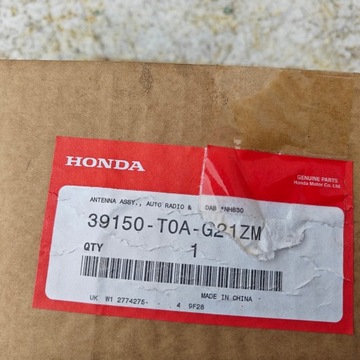 HONDA
GENUINE PARTS
Honda Motor Co., Ltd.
ANTENNA ASSY., AUTO RADIO & DAB *NH830
39150-T0A-G21ZM
QTY 1
MADE IN CHINA
UK W1 2774275- 4 9F28